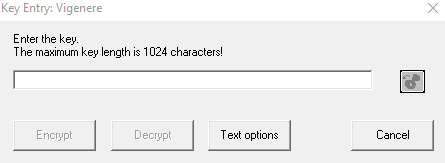 Key Entry: Vigenere
Enter the key.
The maximum key length is 1024 characters!
Encrypt
Decrypt
Text options
Cancel